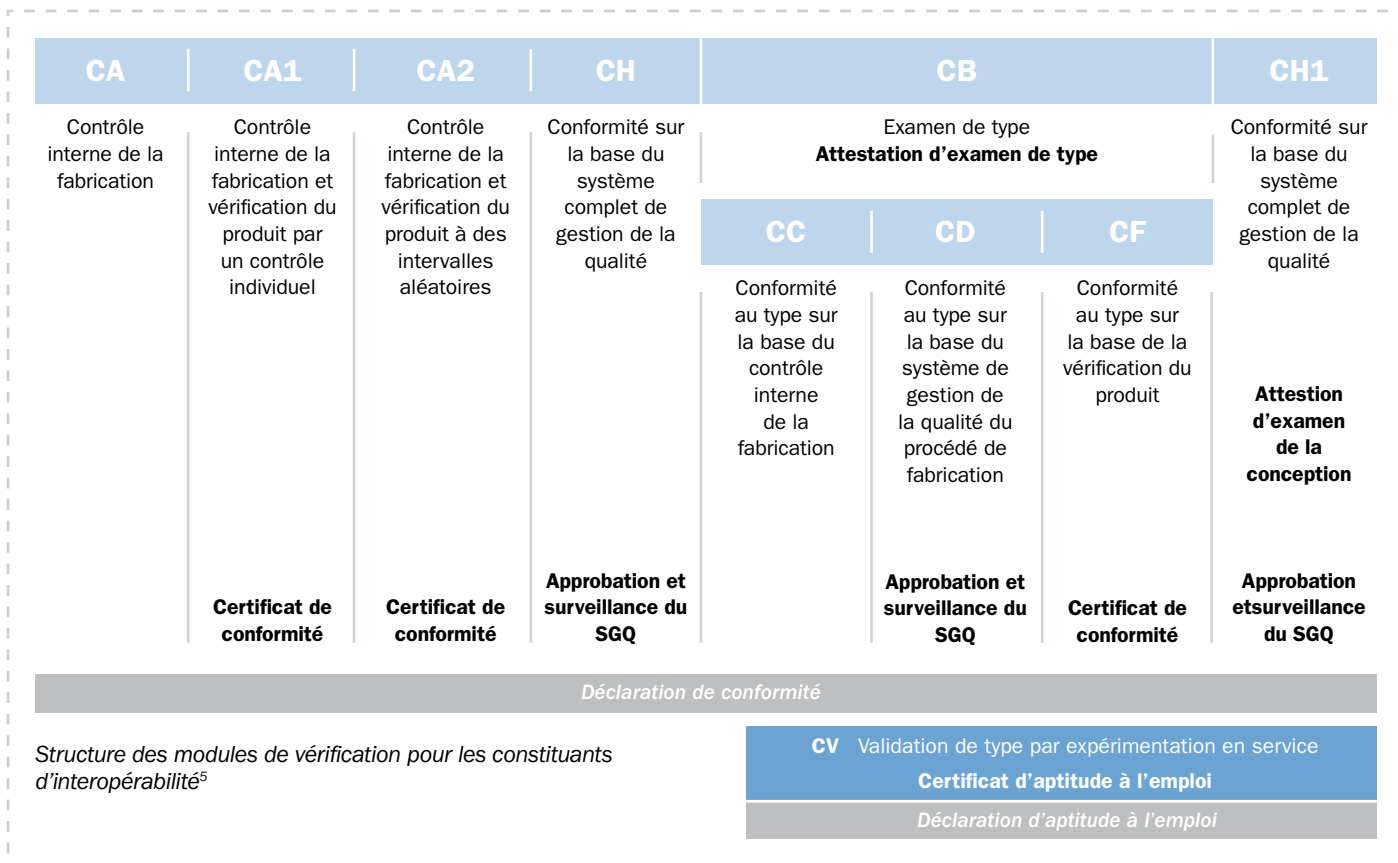 CA
CA1
CA2
CH
CB
CH1
Contrôle
interne de la
fabrication
Contrôle
interne de la
fabrication et
vérification du
produit par
un contrôle
individuel
Certificat de
conformité
Contrôle
interne de la
fabrication et
vérification du
produit à des
intervalles
aléatoires
Certificat de
conformité
Conformité sur
la base du
système
complet de
gestion de la
qualité
Approbation et
surveillance du
SGQ
Examen de type
Attestation d’examen de type
CC
CD
CF
Conformité
au type sur
la base du
contrôle
interne
de la
fabrication
Conformité
au type sur
la base du
système de
gestion de
la qualité du
procédé de
fabrication
Approbation et
surveillance du
SGQ
Conformité
au type sur
la base de la
vérification du
produit
Certificat de
conformité
Conformité sur
la base du
système
complet de
gestion de la
qualité
Attestion
d’examen
de la
conception
Approbation
etsurveillance
du SGQ
Déclaration de conformité
Structure des modules de vérification pour les constituants
d’interopérabilité5
CV Validation de type par expérimentation en service
Certificat d’aptitude à l’emploi
Déclaration d’aptitude à l’emploi